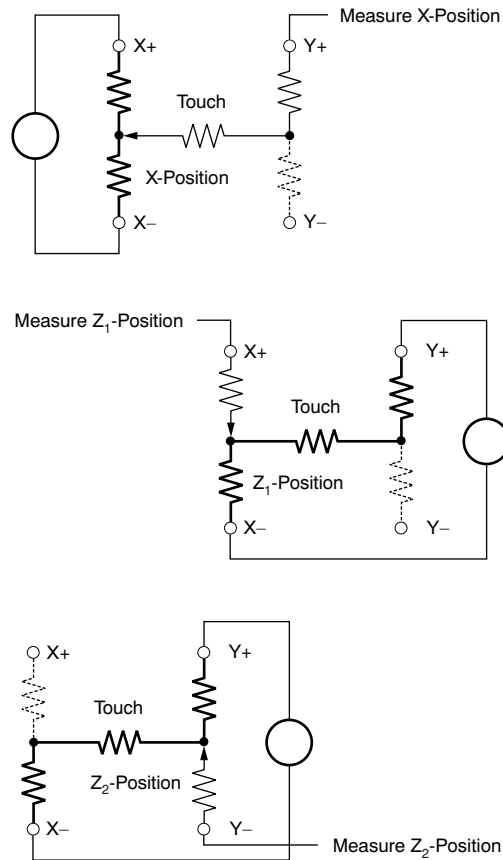 Measure X-Position
X+
Y+
Touch
X-Position
X–
Y–
Measure Z₁-Position
X+
Y+
Touch
Z₁-Position
X–
Y–
X+
Y+
Touch
Z₂-Position
X–
Y–
Measure Z₂-Position